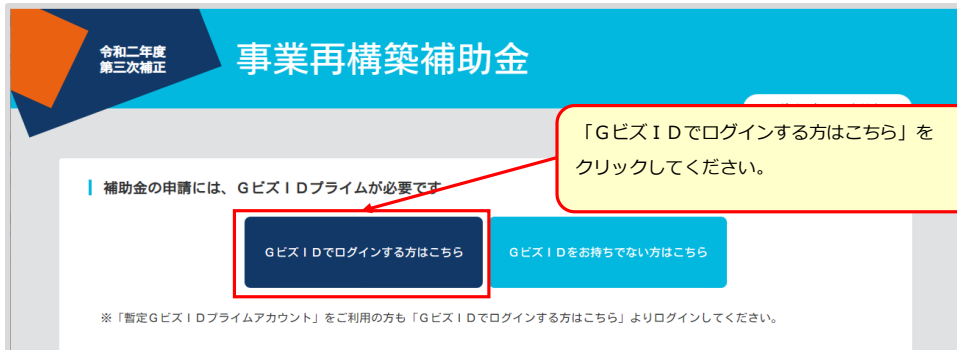 令和二年度
第三次補正
事業再構築補助金
「GビズIDでログインする方はこちら」を
クリックしてください。
補助金の申請には、GビズIDプライムが必要です
GビズIDでログインする方はこちら
GビズIDをお持ちでない方はこちら
※「暫定GビズIDプライムアカウント」をご利用の方も「GビズIDでログインする方はこちら」よりログインしてください。